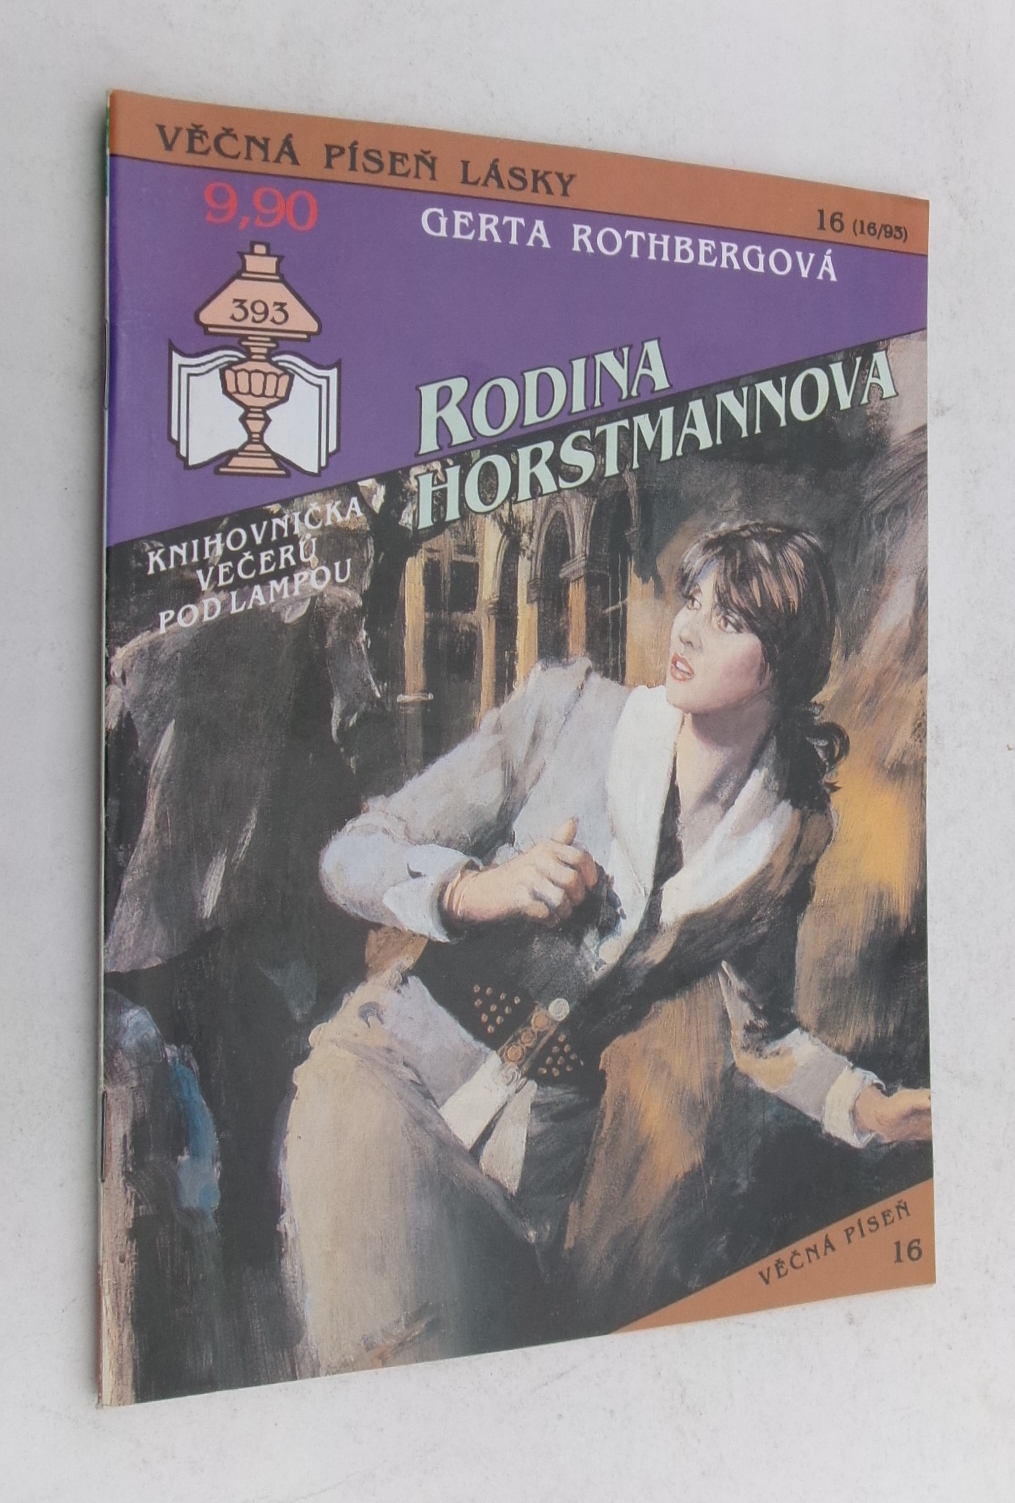 VĚČNÁ PÍSEŇ LÁSKY
16 (16/93)
9,90
GERTA ROTHBERGOVÁ
393
RODINA
HORSTMANNOVA
KNIHOVNIČKA
VEČERŮ
POD LAMPOU
VĚČNÁ PÍSEŇ
16